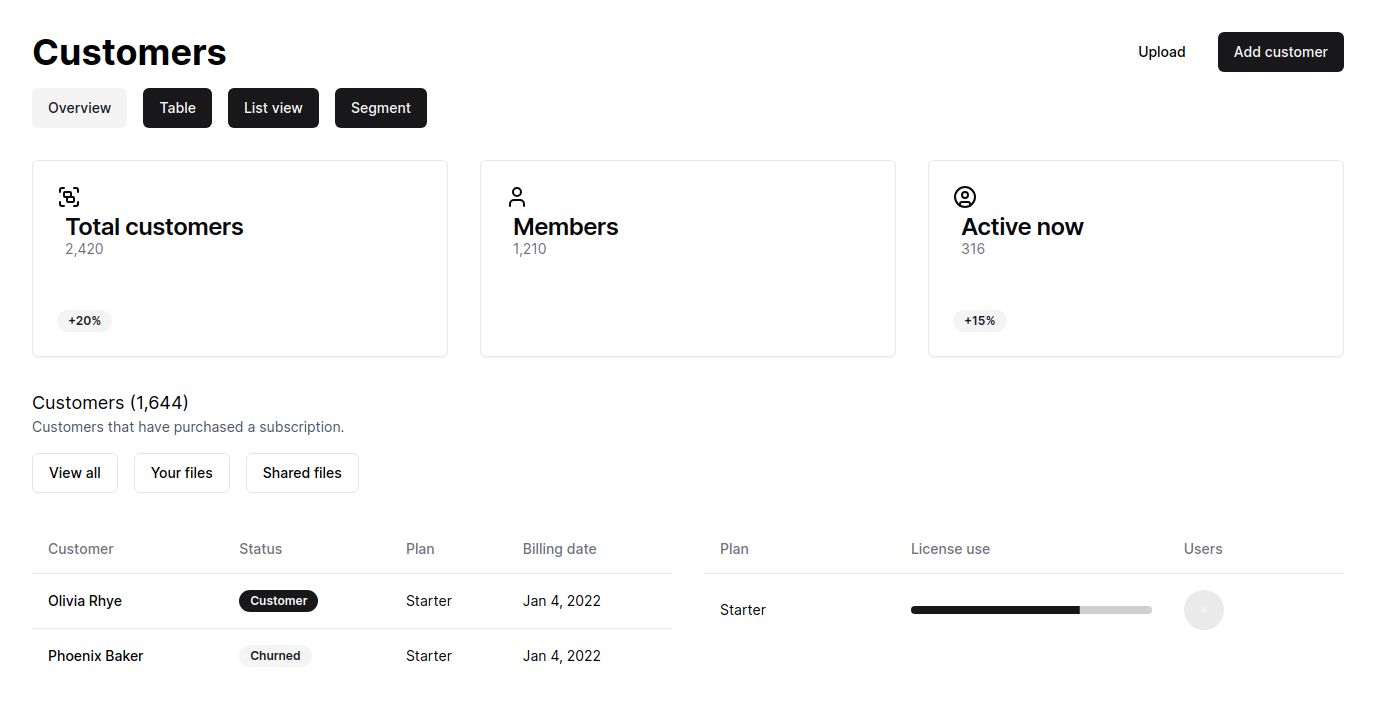 Customers
Upload
Add customer
Overview
Table
List view
Segment
Total customers
2,420
+20%
Members
1,210
Active now
316
+15%
Customers (1,644)
Customers that have purchased a subscription.
View all
Your files
Shared files
Customer Status Plan Billing date
Olivia Rhye Customer Starter Jan 4, 2022
Phoenix Baker Churned Starter Jan 4, 2022
Plan License use Users
Starter